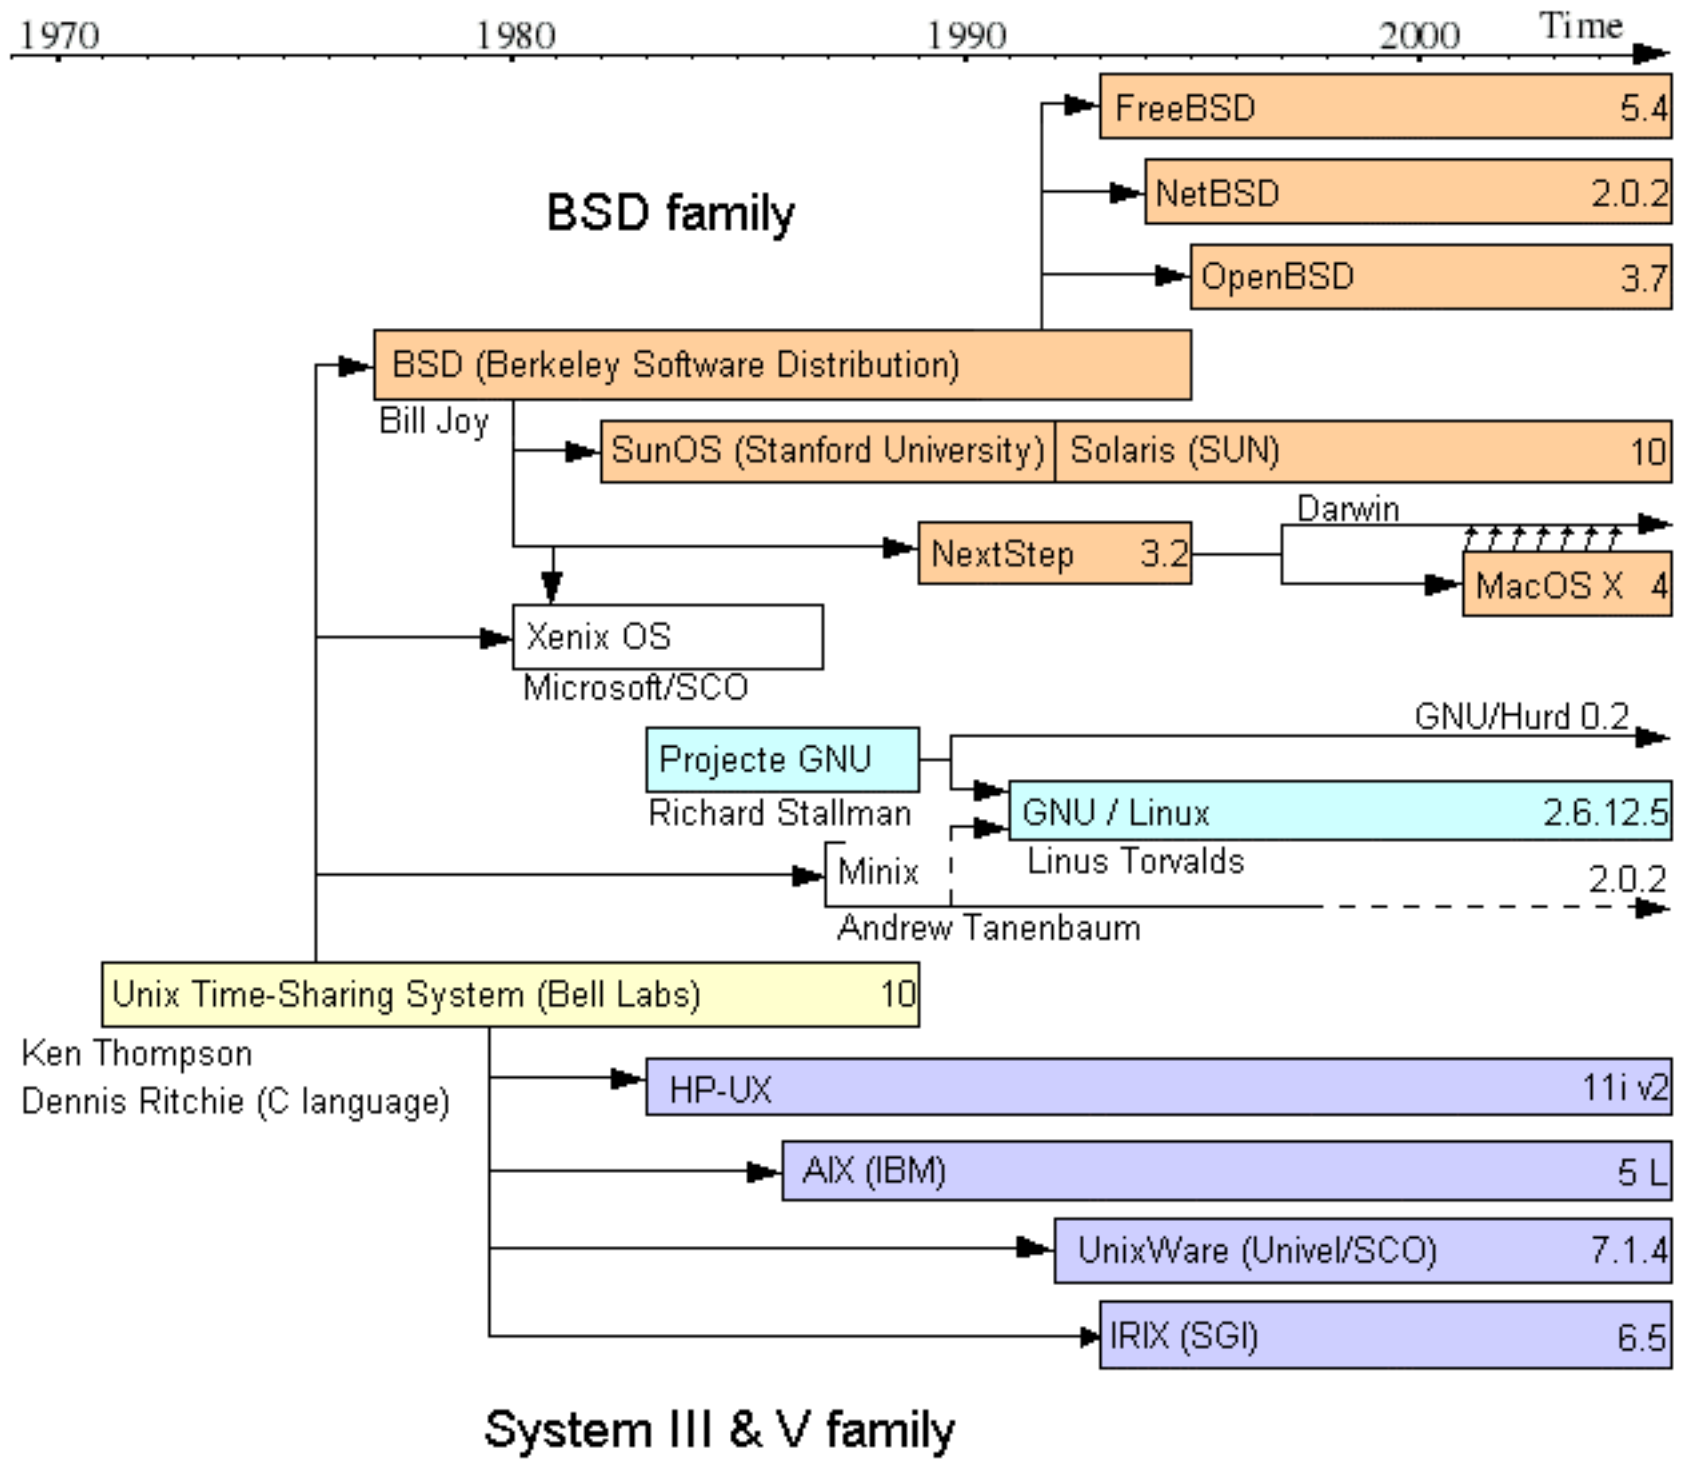 1970 1980 1990 2000 Time
FreeBSD 5.4
NetBSD 2.0.2
BSD family
OpenBSD 3.7
BSD (Berkeley Software Distribution)
Bill Joy
SunOS (Stanford University) Solaris (SUN) 10
Darwin
NextStep 3.2
MacOS X 4
Xenix OS
Microsoft/SCO
GNU/Hurd 0.2
Projecte GNU
Richard Stallman
GNU / Linux 2.6.12.5
Linus Torvalds
Minix 2.0.2
Andrew Tanenbaum
Unix Time-Sharing System (Bell Labs) 10
Ken Thompson
Dennis Ritchie (C language)
HP-UX 11i v2
AIX (IBM) 5 L
UnixWare (Univel/SCO) 7.1.4
IRIX (SGI) 6.5
System III & V family